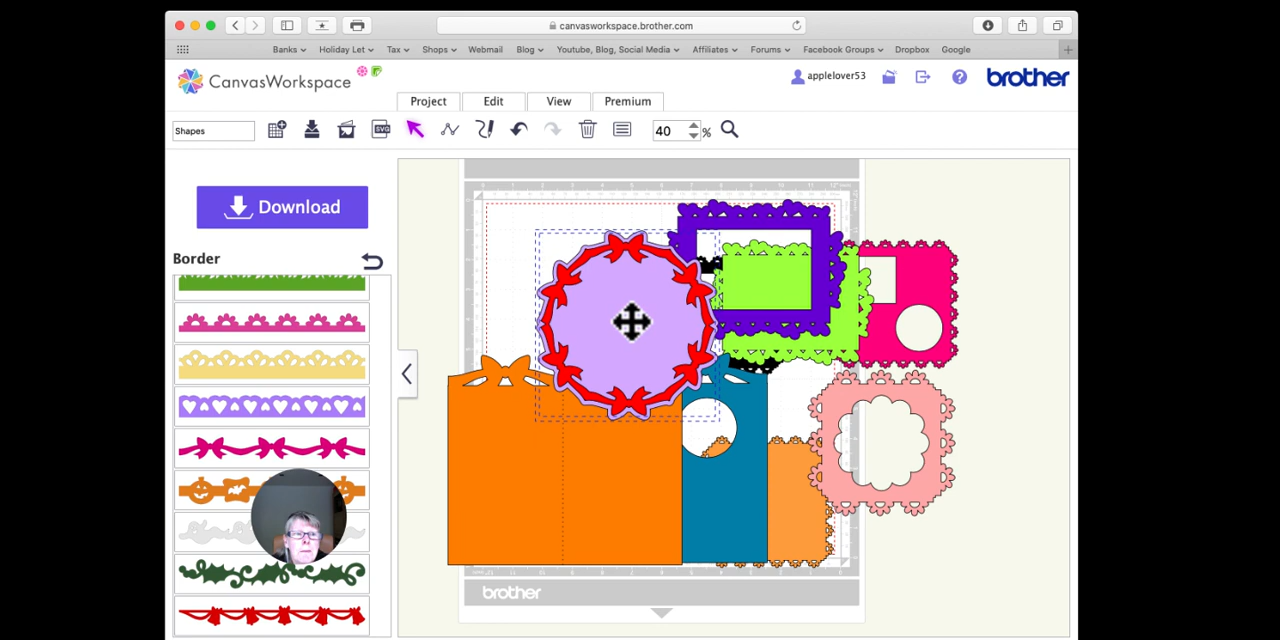 canvasworkspace.brother.com
Banks Holiday Let Tax Shops Webmail Blog Youtube, Blog, Social Media Affiliates Forums Facebook Groups Dropbox Google
CanvasWorkspace
applelover53
brother
Project Edit View Premium
Shapes
SVG
40 %
Download
Border
brother